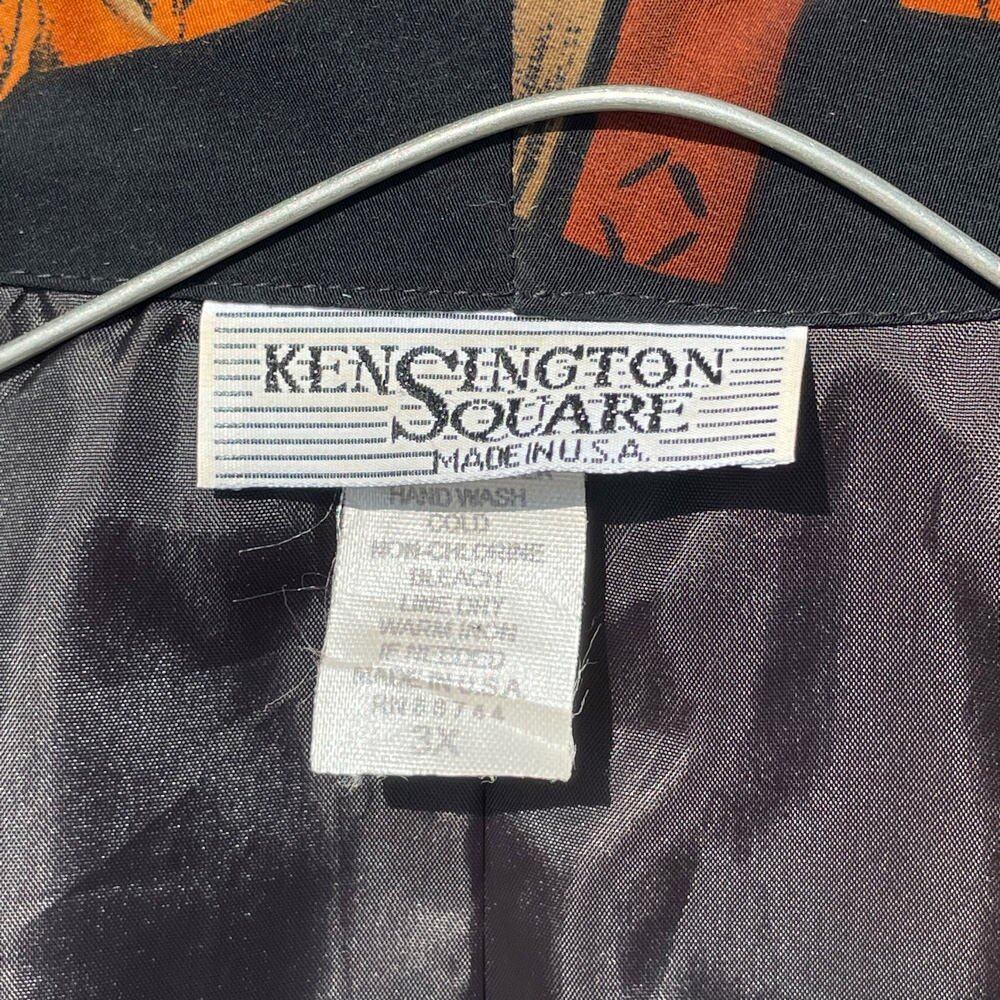 KENSINGTON
SQUARE
MADE IN U.S.A.
HAND WASH
COLD
NON-CHLORINE
BLEACH
LINE DRY
WARM IRON
IF NEEDED
MADE IN U.S.A
3X